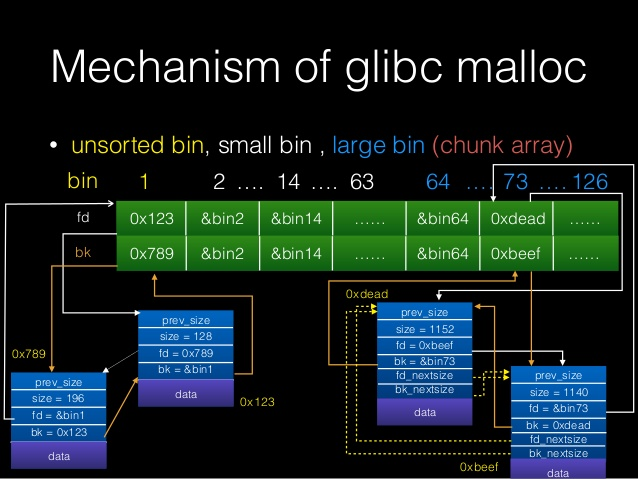 Mechanism of glibc malloc
• unsorted bin, small bin , large bin (chunk array)
bin 1 2 .... 14 .... 63 64 .... 73 .... 126
fd 0x123 &bin2 &bin14 ...... &bin64 0xdead ......
bk 0x789 &bin2 &bin14 ...... &bin64 0xbeef ......
0x789
prev_size
size = 196
fd = &bin1
bk = 0x123
data
prev_size
size = 128
fd = 0x789
bk = &bin1
data
0x123
0xdead
prev_size
size = 1152
fd = 0xbeef
bk = &bin73
fd_nextsize
bk_nextsize
data
prev_size
size = 1140
fd = &bin73
bk = 0xdead
fd_nextsize
bk_nextsize
data
0xbeef